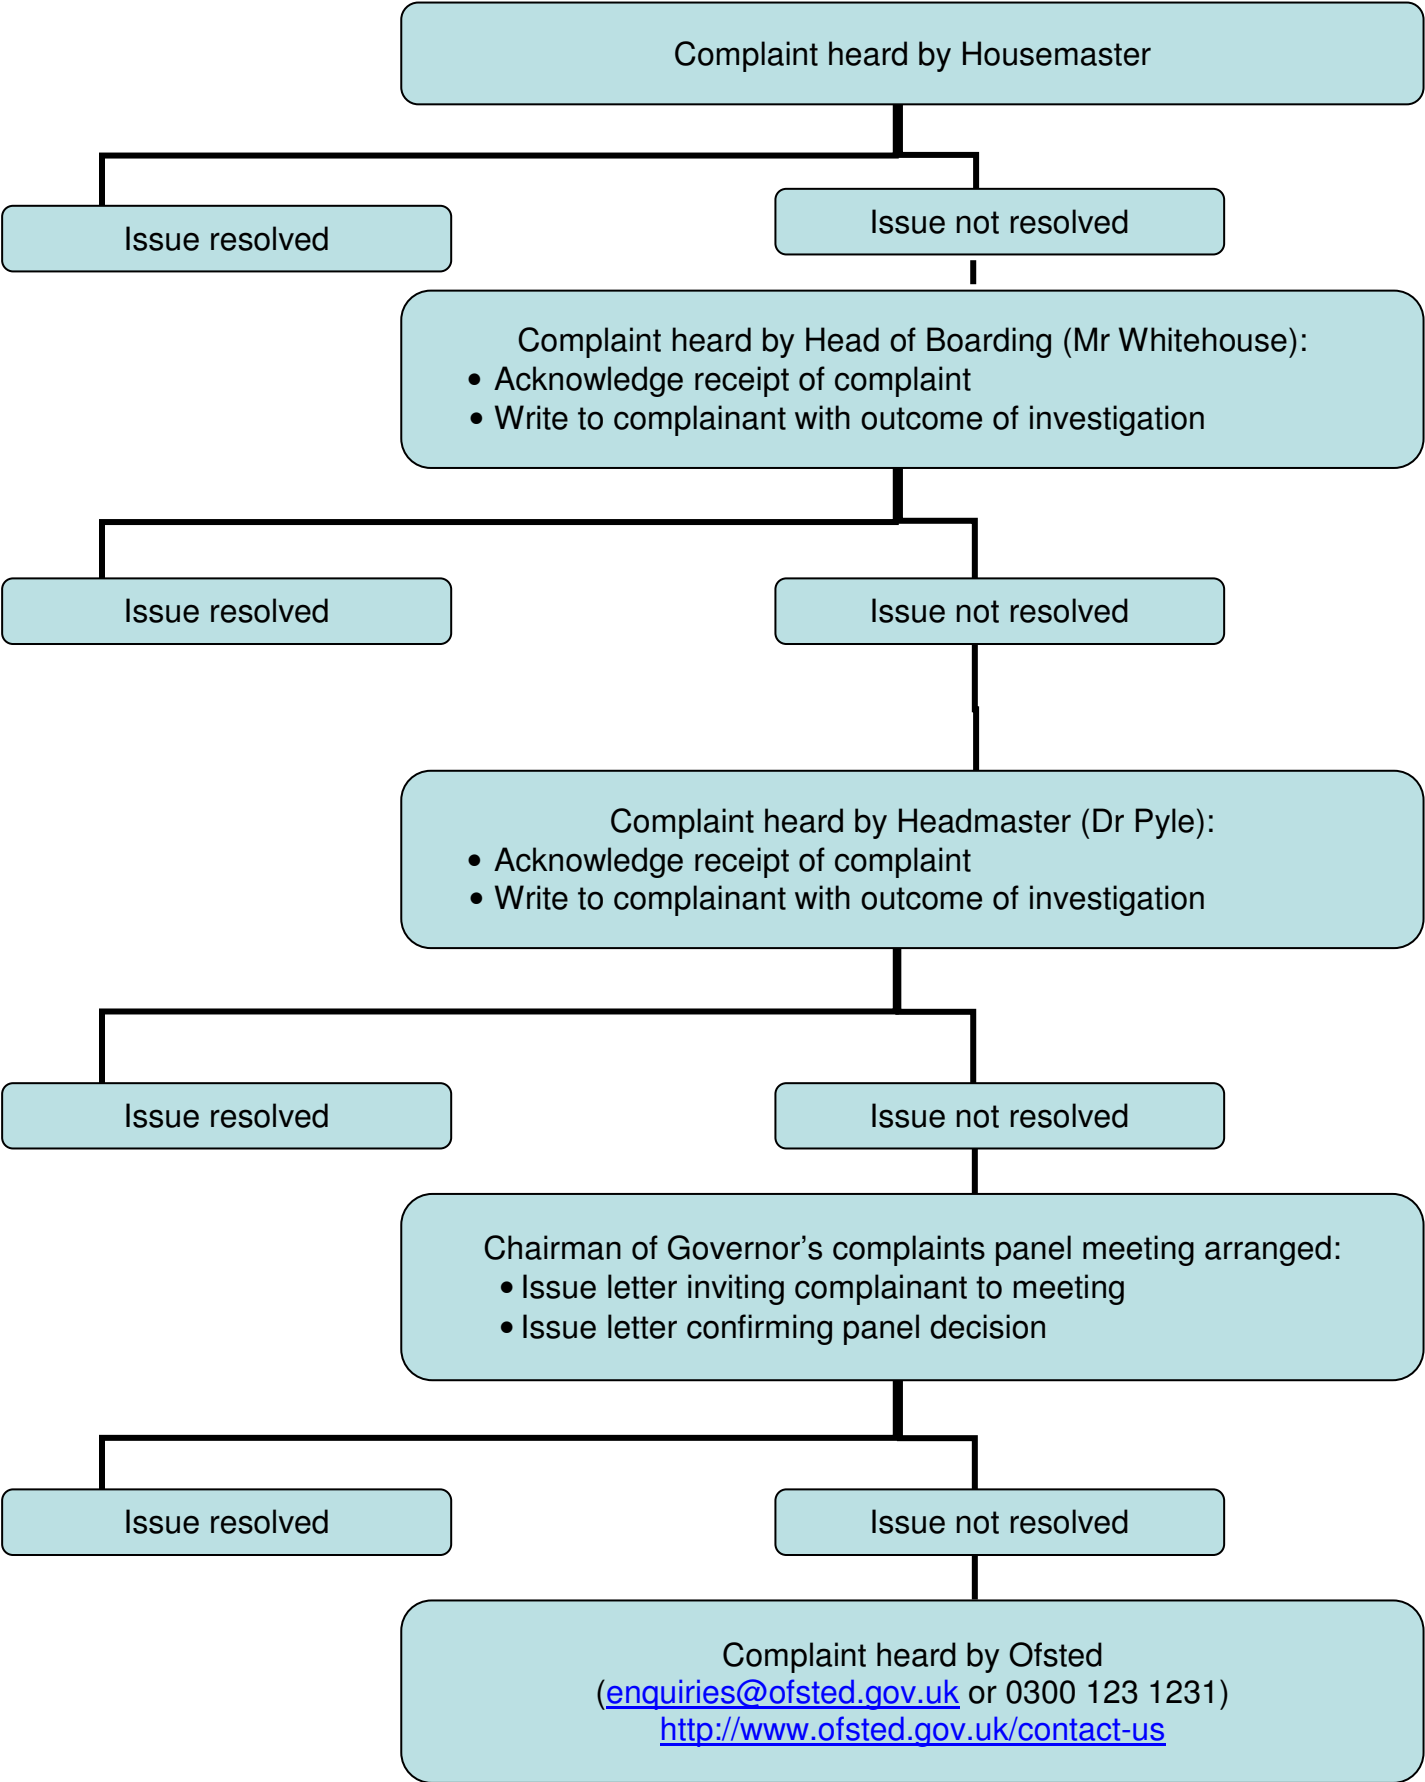 Complaint heard by Housemaster
Issue resolved
Issue not resolved
Complaint heard by Head of Boarding (Mr Whitehouse):
• Acknowledge receipt of complaint
• Write to complainant with outcome of investigation
Issue resolved
Issue not resolved
Complaint heard by Headmaster (Dr Pyle):
• Acknowledge receipt of complaint
• Write to complainant with outcome of investigation
Issue resolved
Issue not resolved
Chairman of Governor’s complaints panel meeting arranged:
• Issue letter inviting complainant to meeting
• Issue letter confirming panel decision
Issue resolved
Issue not resolved
Complaint heard by Ofsted
(enquiries@ofsted.gov.uk or 0300 123 1231)
http://www.ofsted.gov.uk/contact-us